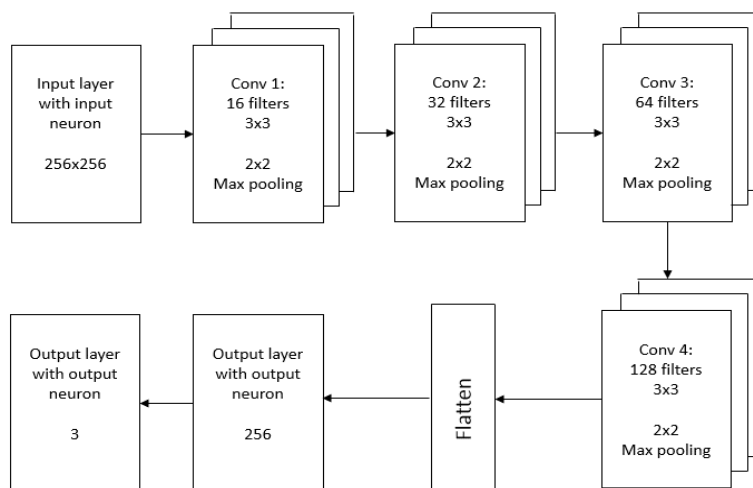 Input layer
with input
neuron
256x256
Conv 1:
16 filters
3x3
2x2
Max pooling
Conv 2:
32 filters
3x3
2x2
Max pooling
Conv 3:
64 filters
3x3
2x2
Max pooling
Conv 4:
128 filters
3x3
2x2
Max pooling
Flatten
Output layer
with output
neuron
256
Output layer
with output
neuron
3